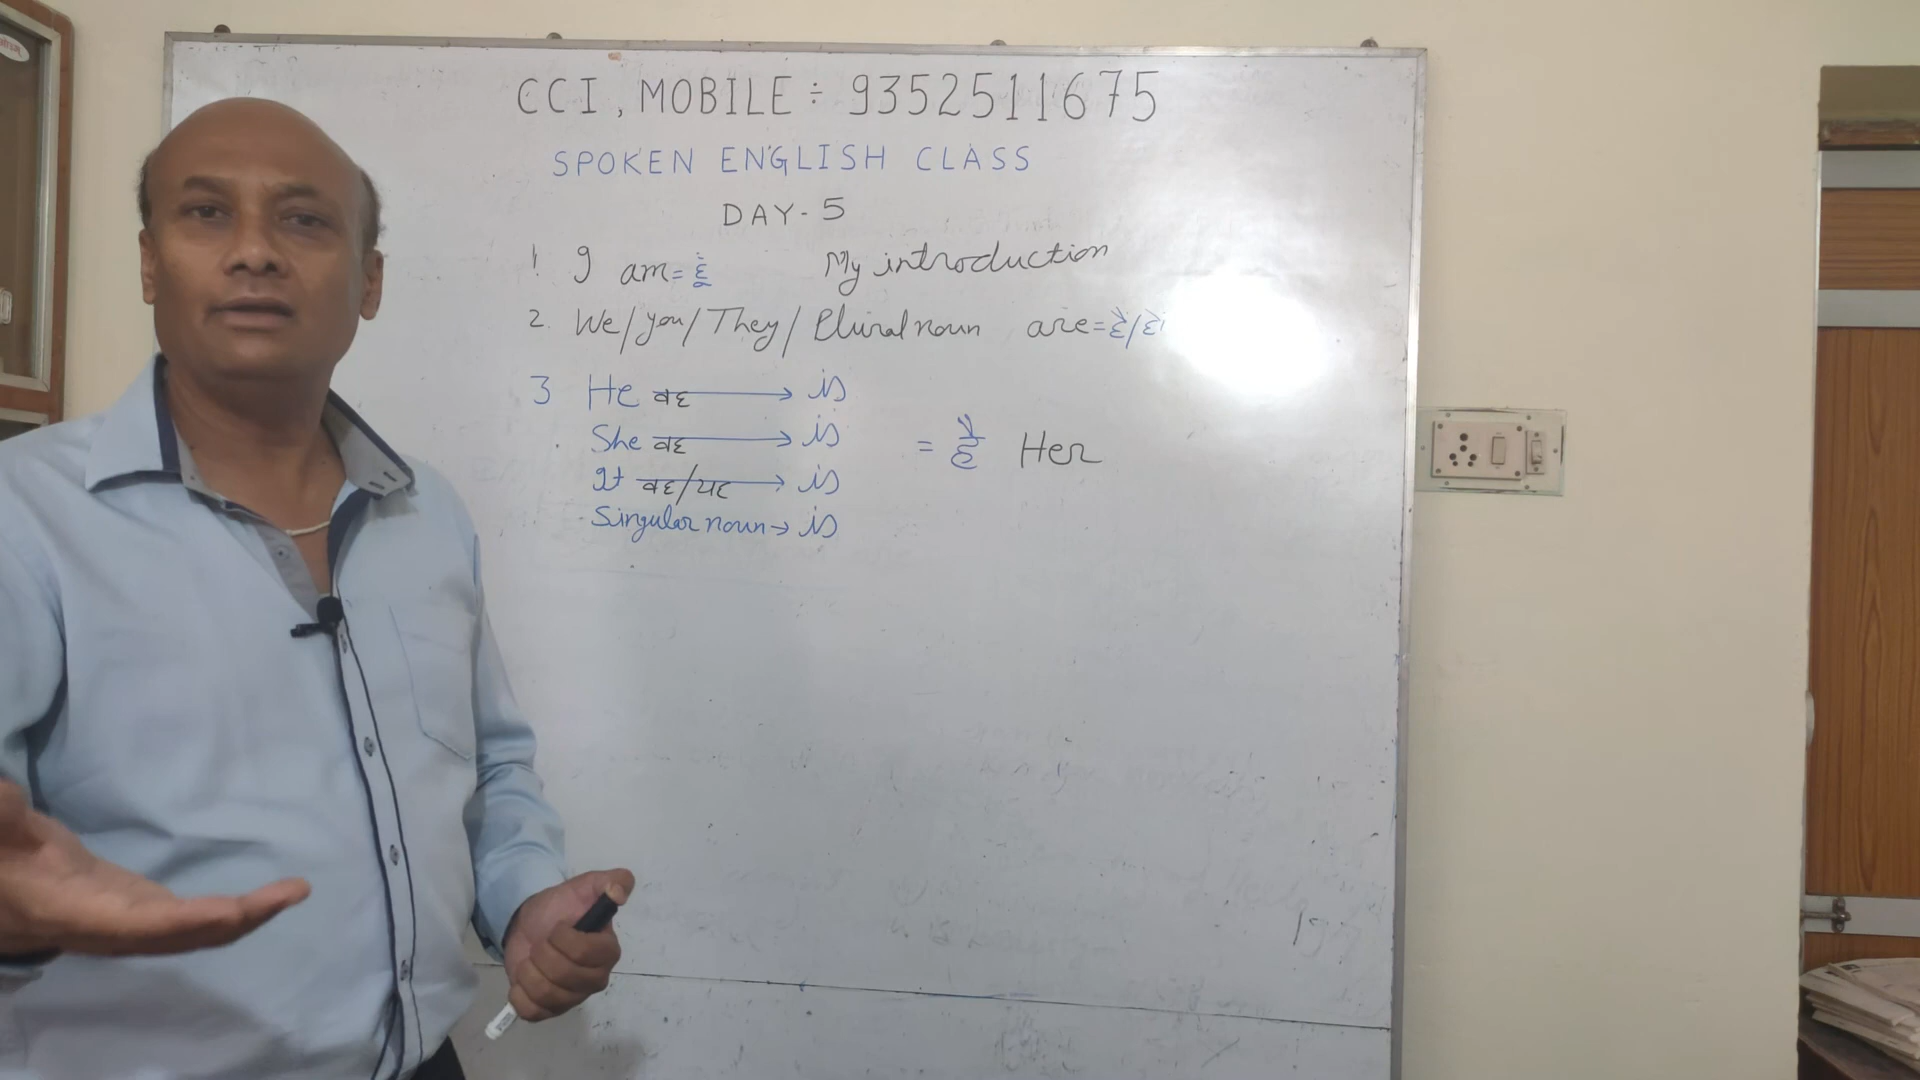 CCI, MOBILE ÷ 9352511675
SPOKEN ENGLISH CLASS
DAY-5
1. I am = हूँ My introduction
2. We/you/They/Plural noun are = है/हैं
3 He वह → is
She वह → is
= है Her
It वह/यह → is
Singular noun → is